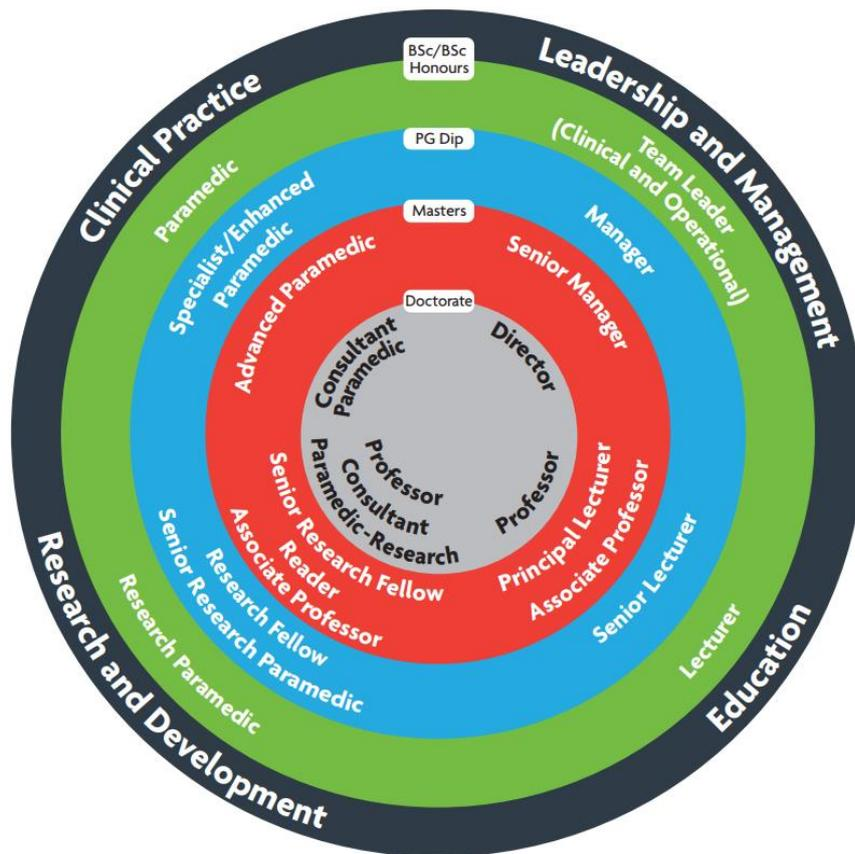 BSc/BSc
Honours
PG Dip
Masters
Doctorate
Clinical Practice
Paramedic
Specialist/Enhanced
Paramedic
Advanced Paramedic
Consultant
Paramedic
Leadership and Management
Team Leader
(Clinical and Operational)
Manager
Senior Manager
Director
Research and Development
Research Paramedic
Senior Research Paramedic
Research Fellow
Associate Professor
Reader
Senior Research Fellow
Paramedic-Research
Consultant
Professor
Education
Lecturer
Senior Lecturer
Associate Professor
Principal Lecturer
Professor